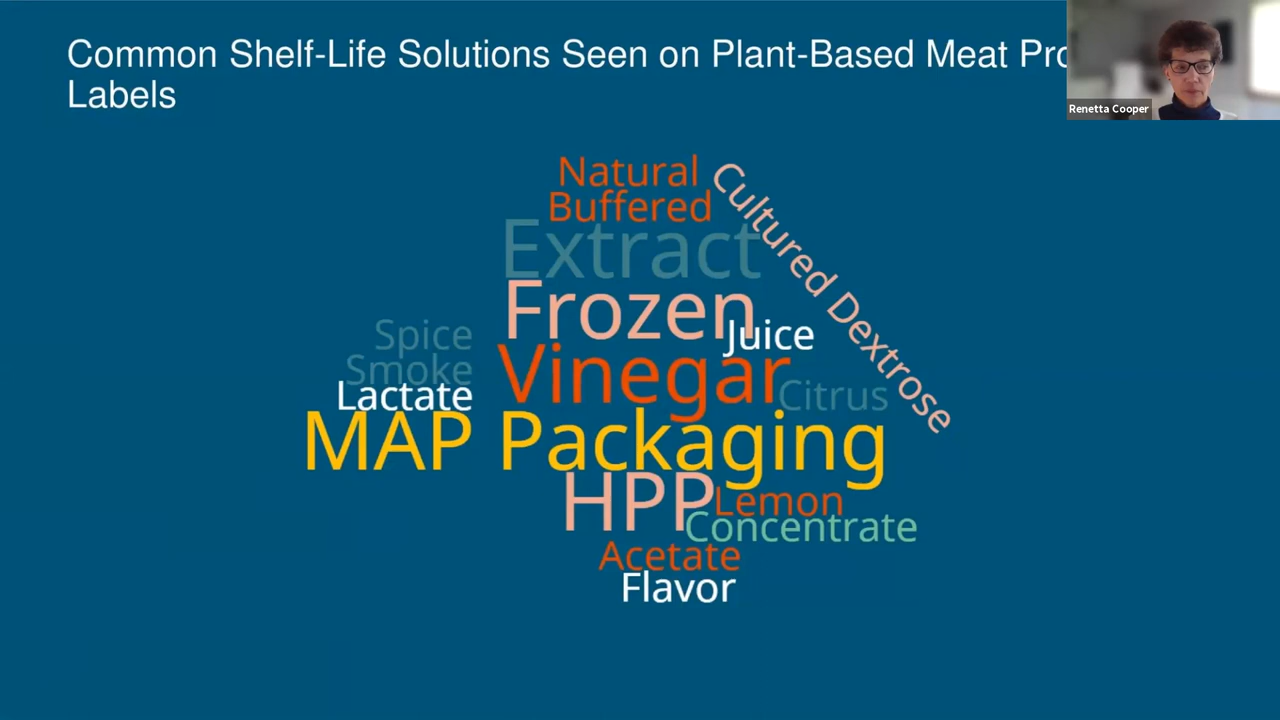 Common Shelf-Life Solutions Seen on Plant-Based Meat
Labels
Renetta Cooper
Natural
Cultured Dextrose
Buffered
Extract
Frozen
Spice
Juice
Smoke
Vinegar
Lactate
Citrus
MAP Packaging
HPP
Lemon
Concentrate
Acetate
Flavor